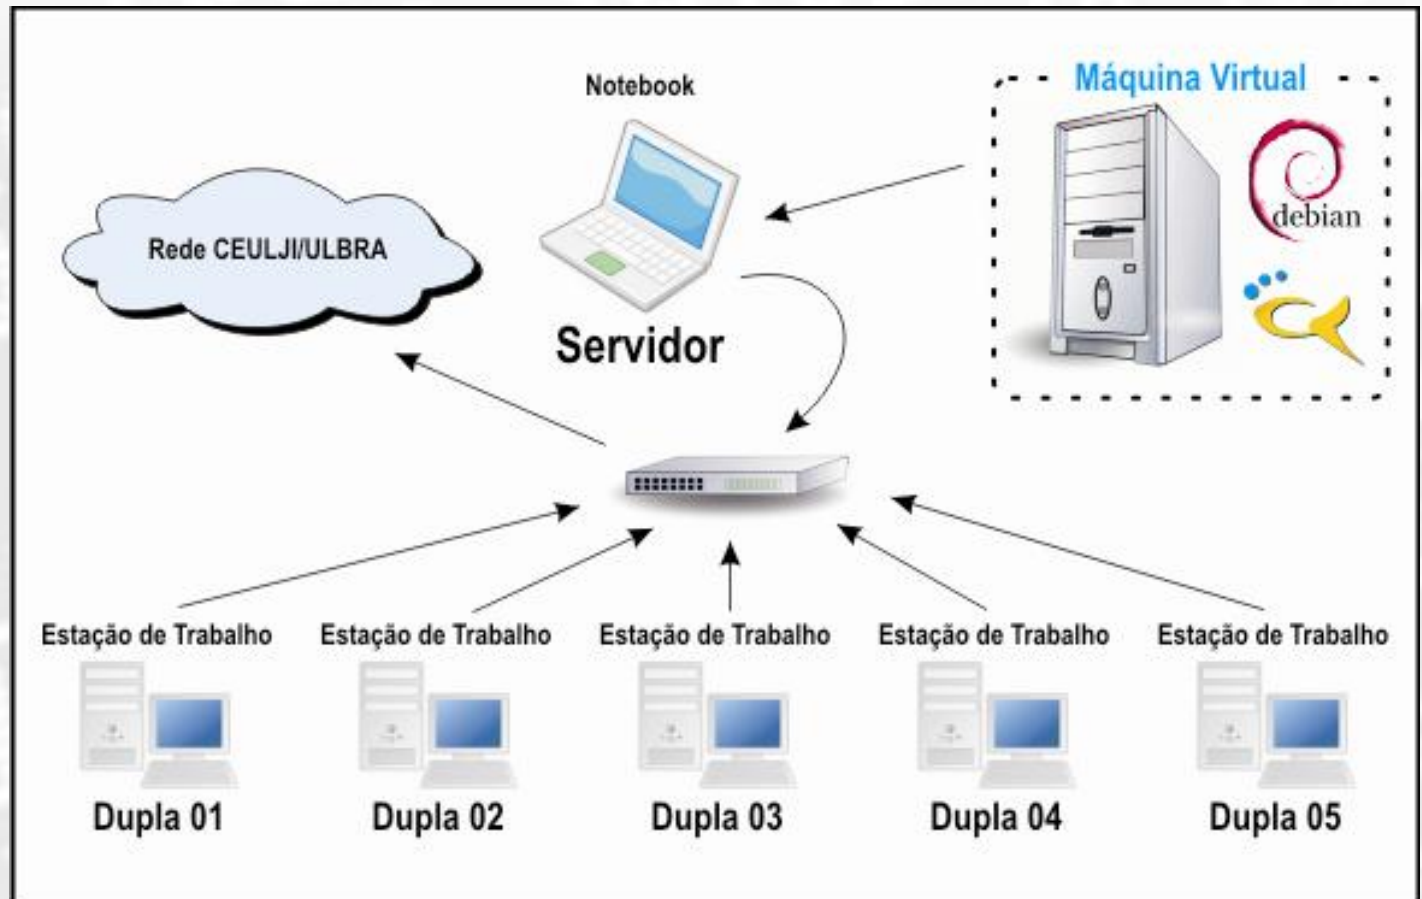 Notebook
Máquina Virtual
debian
Rede CEULJI/ULBRA
Servidor
Estação de Trabalho
Estação de Trabalho
Estação de Trabalho
Estação de Trabalho
Estação de Trabalho
Dupla 01
Dupla 02
Dupla 03
Dupla 04
Dupla 05